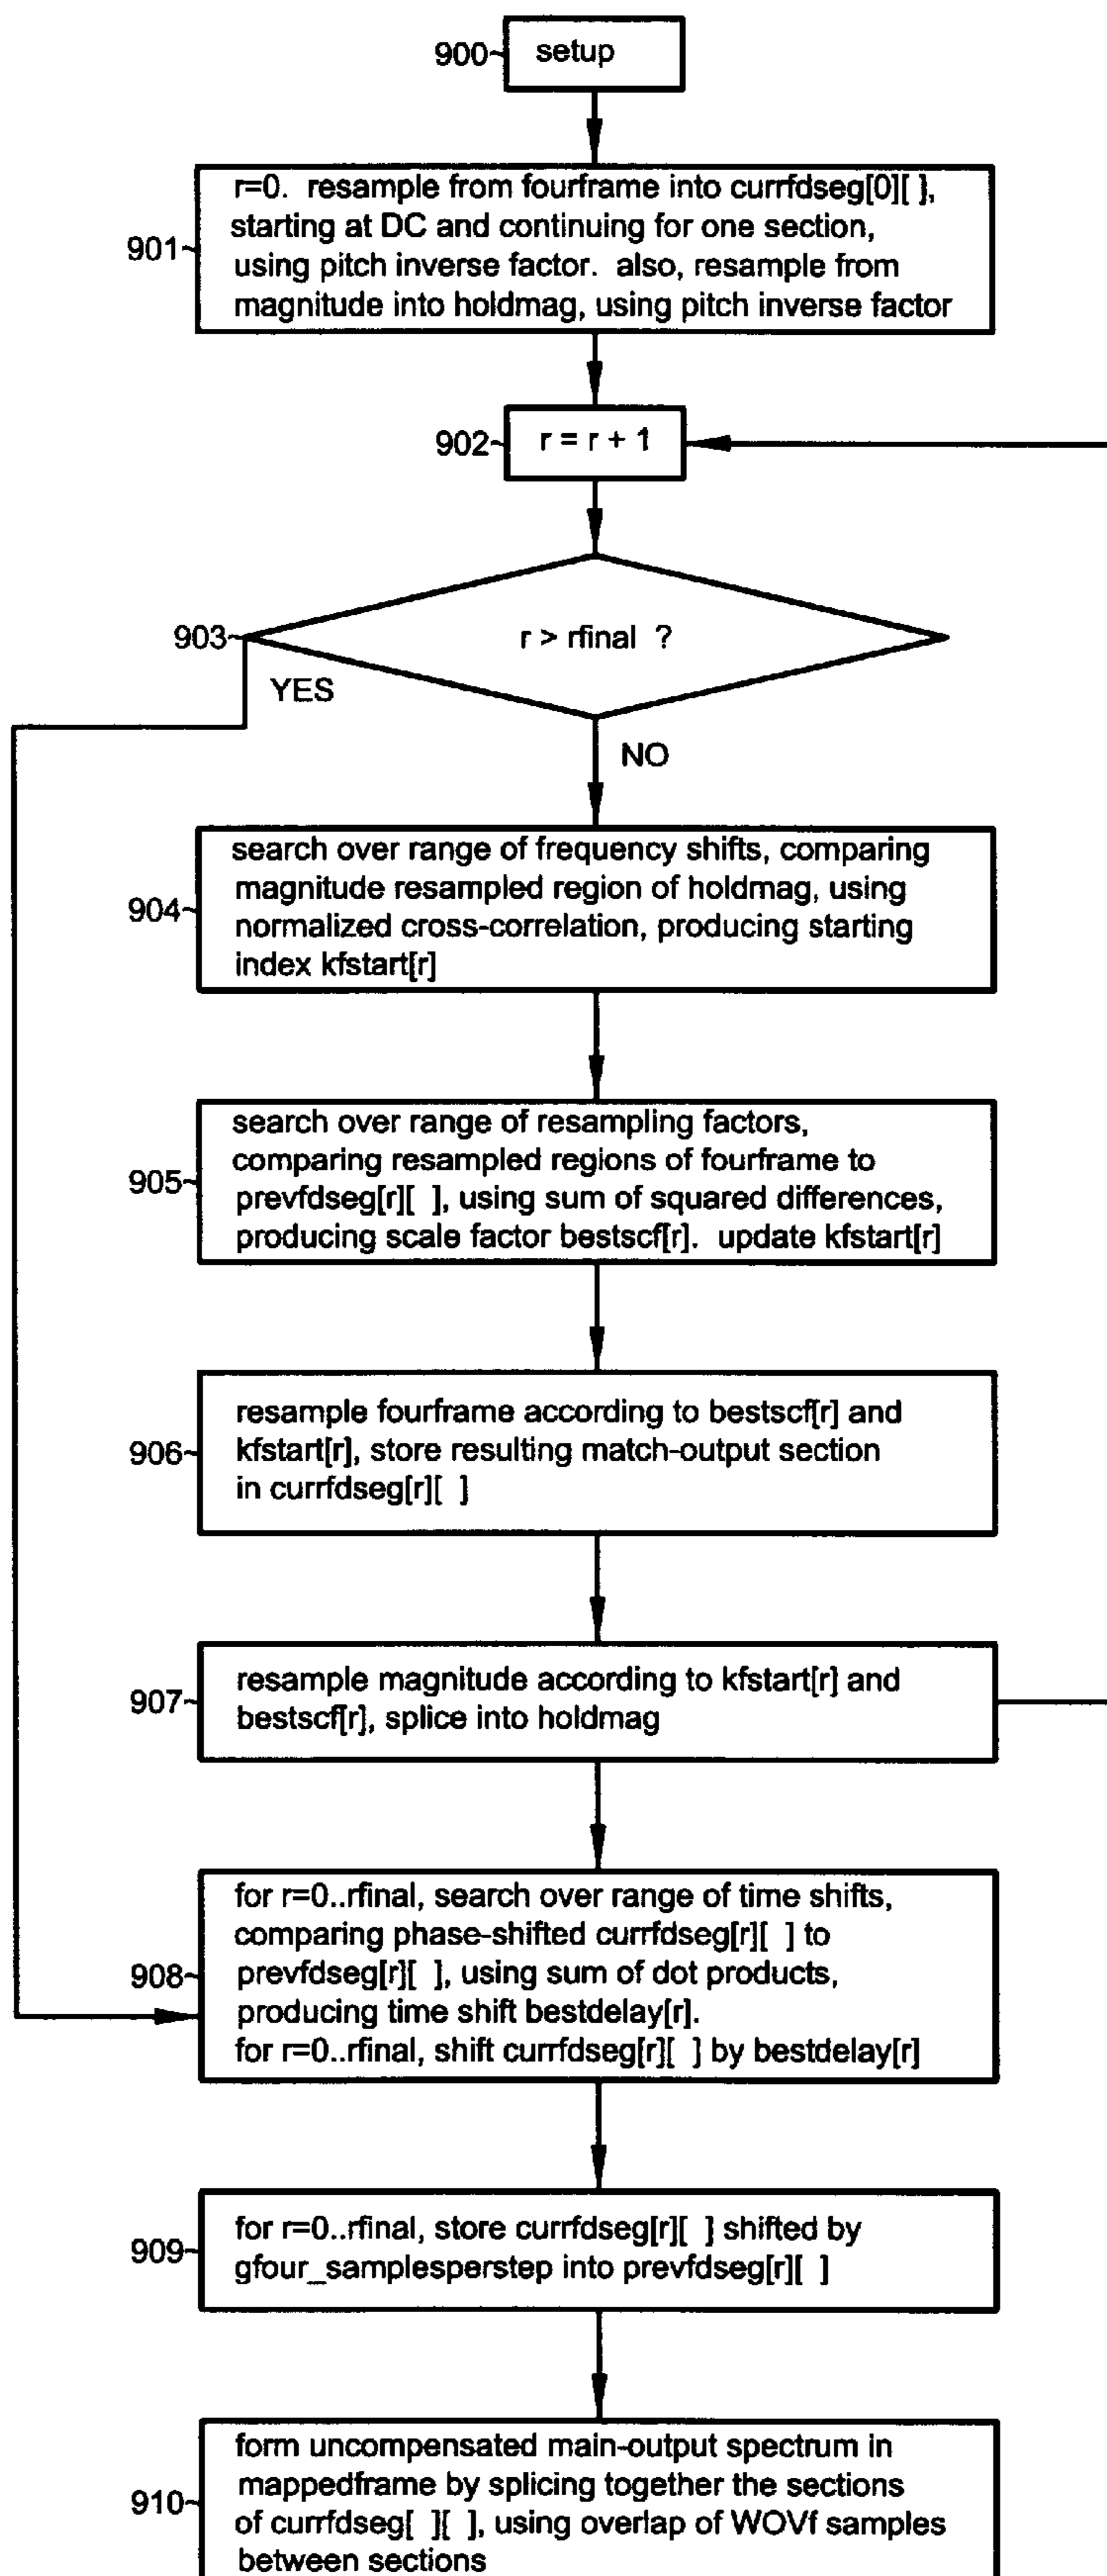 900
setup
901
r=0. resample from fourframe into currfdseg[0][ ],
starting at DC and continuing for one section,
using pitch inverse factor. also, resample from
magnitude into holdmag, using pitch inverse factor
902
r = r + 1
903
r > rfinal ?
YES
NO
904
search over range of frequency shifts, comparing
magnitude resampled region of holdmag, using
normalized cross-correlation, producing starting
index kfstart[r]
905
search over range of resampling factors,
comparing resampled regions of fourframe to
prevfdseg[r][ ], using sum of squared differences,
producing scale factor bestscf[r]. update kfstart[r]
906
resample fourframe according to bestscf[r] and
kfstart[r], store resulting match-output section
in currfdseg[r][ ]
907
resample magnitude according to kfstart[r] and
bestscf[r], splice into holdmag
908
for r=0..rfinal, search over range of time shifts,
comparing phase-shifted currfdseg[r][ ] to
prevfdseg[r][ ], using sum of dot products,
producing time shift bestdelay[r].
for r=0..rfinal, shift currfdseg[r][ ] by bestdelay[r]
909
for r=0..rfinal, store currfdseg[r][ ] shifted by
gfour_samplesperstep into prevfdseg[r][ ]
910
form uncompensated main-output spectrum in
mappedframe by splicing together the sections
of currfdseg[ ][ ], using overlap of WOVf samples
between sections